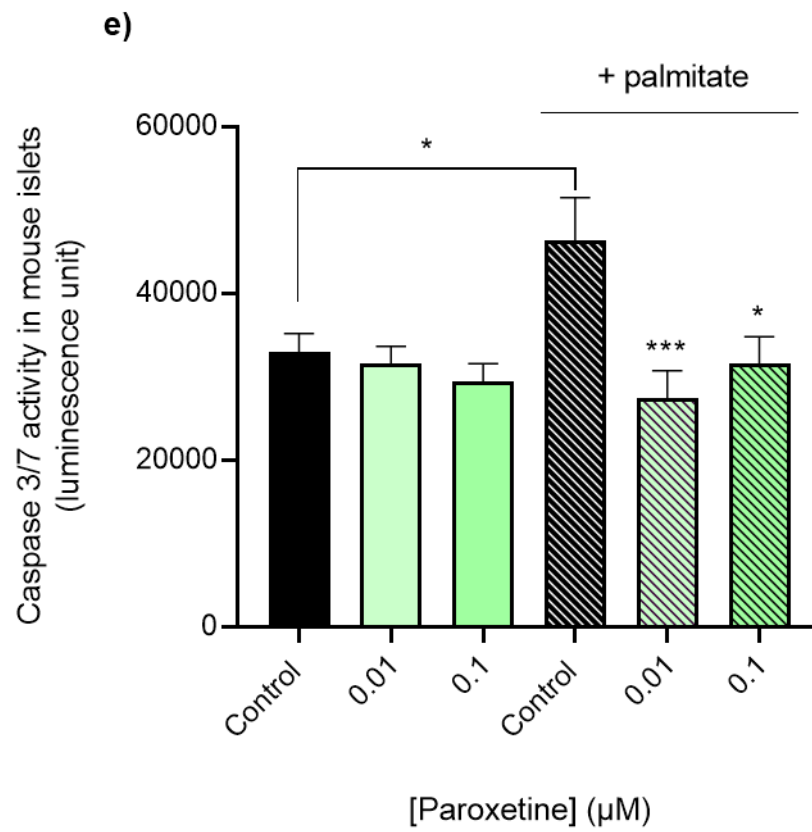 e)
+ palmitate
Caspase 3/7 activity in mouse islets
(luminescence unit)
60000
40000
20000
0
*
***
*
Control
0.01
0.1
Control
0.01
0.1
[Paroxetine] (µM)